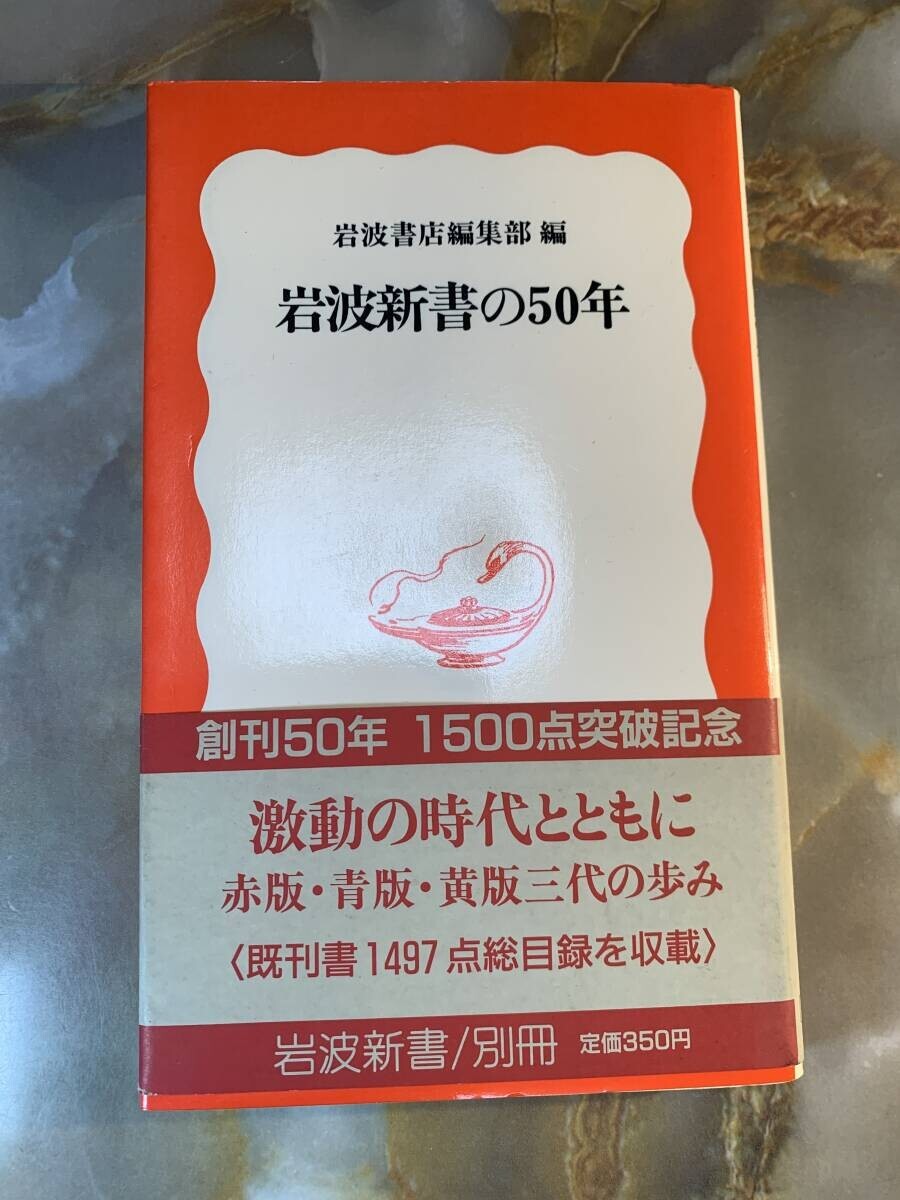 岩波書店編集部 編
岩波新書の50年
創刊50年 1500点突破記念
激動の時代とともに
赤版・青版・黄版三代の歩み
〈既刊書1497点総目録を収載〉
岩波新書/別冊 定価350円